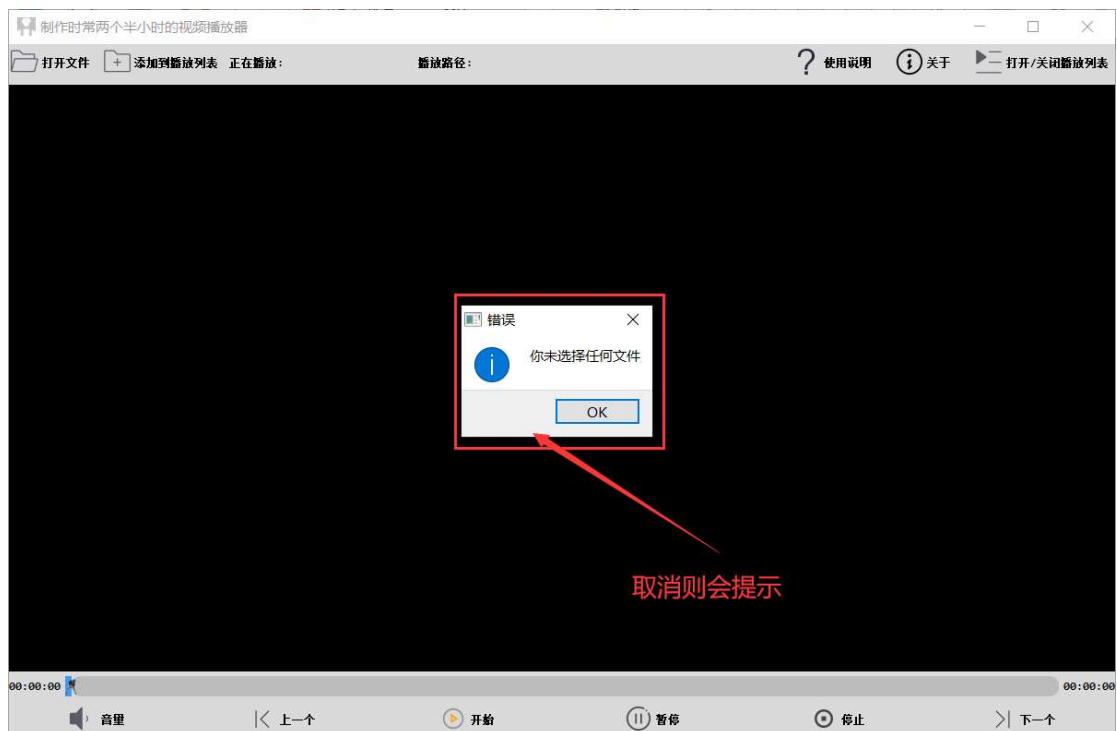 制作时常两个半小时的视频播放器
打开文件 添加到播放列表 正在播放: 播放路径: 使用说明 关于 打开/关闭播放列表
错误
你未选择任何文件
OK
取消则会提示
00:00:00 00:00:00
音量 上一个 开始 暂停 停止 下一个